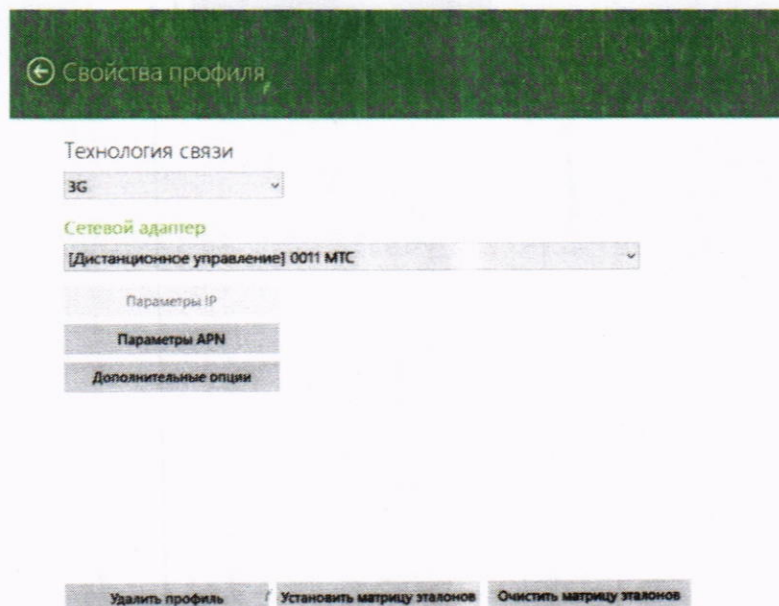 Свойства профиля
Технология связи
3G
Сетевой адаптер
[Дистанционное управление] 0011 МТС
Параметры IP
Параметры APN
Дополнительные опции
Удалить профиль Установить матрицу эталонов Очистить матрицу эталонов